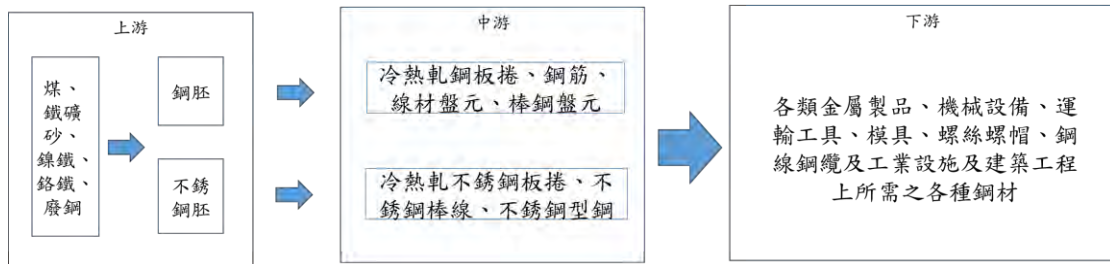 上游
煤、
鐵礦
砂、
鎳鐵、
鉻鐵、
廢鋼
鋼胚
不銹
鋼胚
中游
冷熱軋鋼板捲、鋼筋、
線材盤元、棒鋼盤元
冷熱軋不銹鋼板捲、不
銹鋼棒線、不銹鋼型鋼
下游
各類金屬製品、機械設備、運
輸工具、模具、螺絲螺帽、鋼
線鋼纜及工業設施及建築工程
上所需之各種鋼材